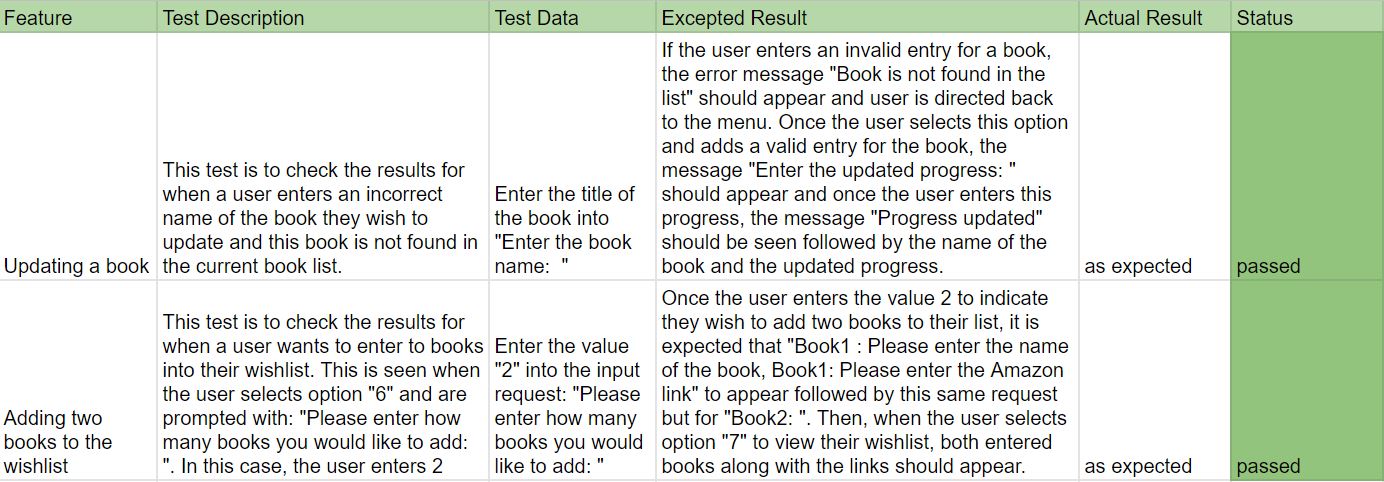 Feature
Test Description
Test Data
Excepted Result
Actual Result
Status
Updating a book
This test is to check the results for
when a user enters an incorrect
name of the book they wish to
update and this book is not found in
the current book list.
Enter the title of
the book into
"Enter the book
name:  "
If the user enters an invalid entry for a book,
the error message "Book is not found in the
list" should appear and user is directed back
to the menu. Once the user selects this option
and adds a valid entry for the book, the
message "Enter the updated progress: "
should appear and once the user enters this
progress, the message "Progress updated"
should be seen followed by the name of the
book and the updated progress.
as expected
passed
Adding two
books to the
wishlist
This test is to check the results for
when a user wants to enter to books
into their wishlist. This is seen when
the user selects option "6" and are
prompted with: "Please enter how
many books you would like to add:
". In this case, the user enters 2
Enter the value
"2" into the input
request: "Please
enter how many
books you would
like to add: "
Once the user enters the value 2 to indicate
they wish to add two books to their list, it is
expected that "Book1 : Please enter the name
of the book, Book1: Please enter the Amazon
link" to appear followed by this same request
but for "Book2: ". Then, when the user selects
option "7" to view their wishlist, both entered
books along with the links should appear.
as expected
passed